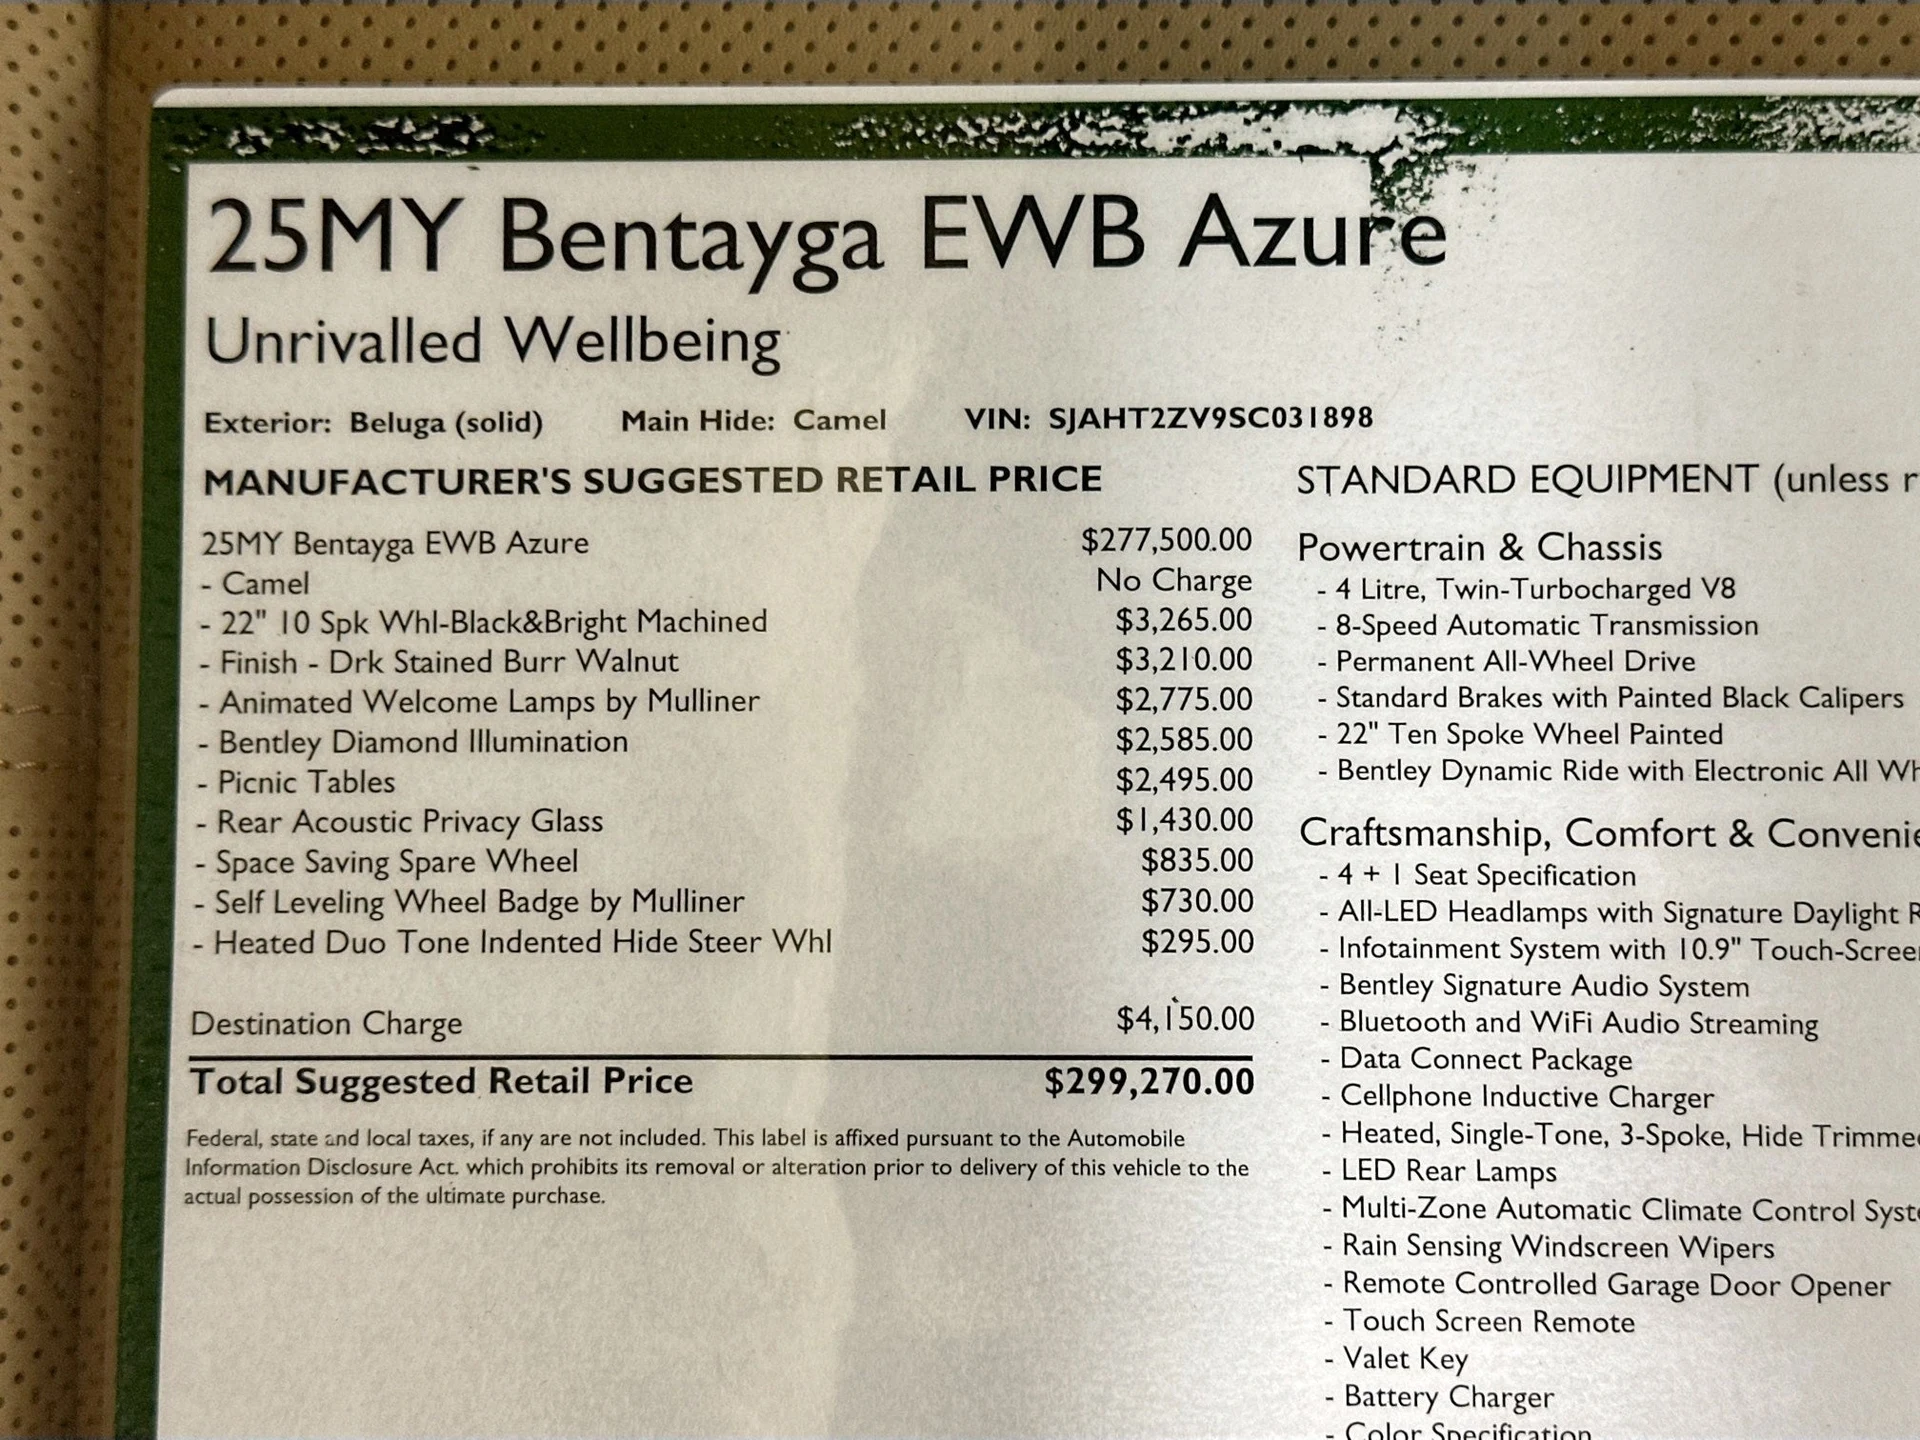 25MY Bentayga EWB Azure
Unrivalled Wellbeing
Exterior: Beluga (solid) Main Hide: Camel VIN: SJAHT2ZV9SC031898
MANUFACTURER'S SUGGESTED RETAIL PRICE
25MY Bentayga EWB Azure $277,500.00
- Camel No Charge
- 22" 10 Spk Whl-Black&Bright Machined $3,265.00
- Finish - Drk Stained Burr Walnut $3,210.00
- Animated Welcome Lamps by Mulliner $2,775.00
- Bentley Diamond Illumination $2,585.00
- Picnic Tables $2,495.00
- Rear Acoustic Privacy Glass $1,430.00
- Space Saving Spare Wheel $835.00
- Self Leveling Wheel Badge by Mulliner $730.00
- Heated Duo Tone Indented Hide Steer Whl $295.00
Destination Charge $4,150.00
Total Suggested Retail Price $299,270.00
Federal, state and local taxes, if any are not included. This label is affixed pursuant to the Automobile
Information Disclosure Act. which prohibits its removal or alteration prior to delivery of this vehicle to the
actual possession of the ultimate purchase.
STANDARD EQUIPMENT (unless
Powertrain & Chassis
- 4 Litre, Twin-Turbocharged V8
- 8-Speed Automatic Transmission
- Permanent All-Wheel Drive
- Standard Brakes with Painted Black Calipers
- 22" Ten Spoke Wheel Painted
- Bentley Dynamic Ride with Electronic All
Craftsmanship, Comfort &
- 4 + 1 Seat Specification
- All-LED Headlamps with Signature Daylight
- Infotainment System with 10.9"
- Bentley Signature Audio System
- Bluetooth and WiFi Audio Streaming
- Data Connect Package
- Cellphone Inductive Charger
- Heated, Single-Tone, 3-Spoke, Hide
- LED Rear Lamps
- Multi-Zone Automatic Climate Control
- Rain Sensing Windscreen Wipers
- Remote Controlled Garage Door Opener
- Touch Screen Remote
- Valet Key
- Battery Charger
- Color Specification